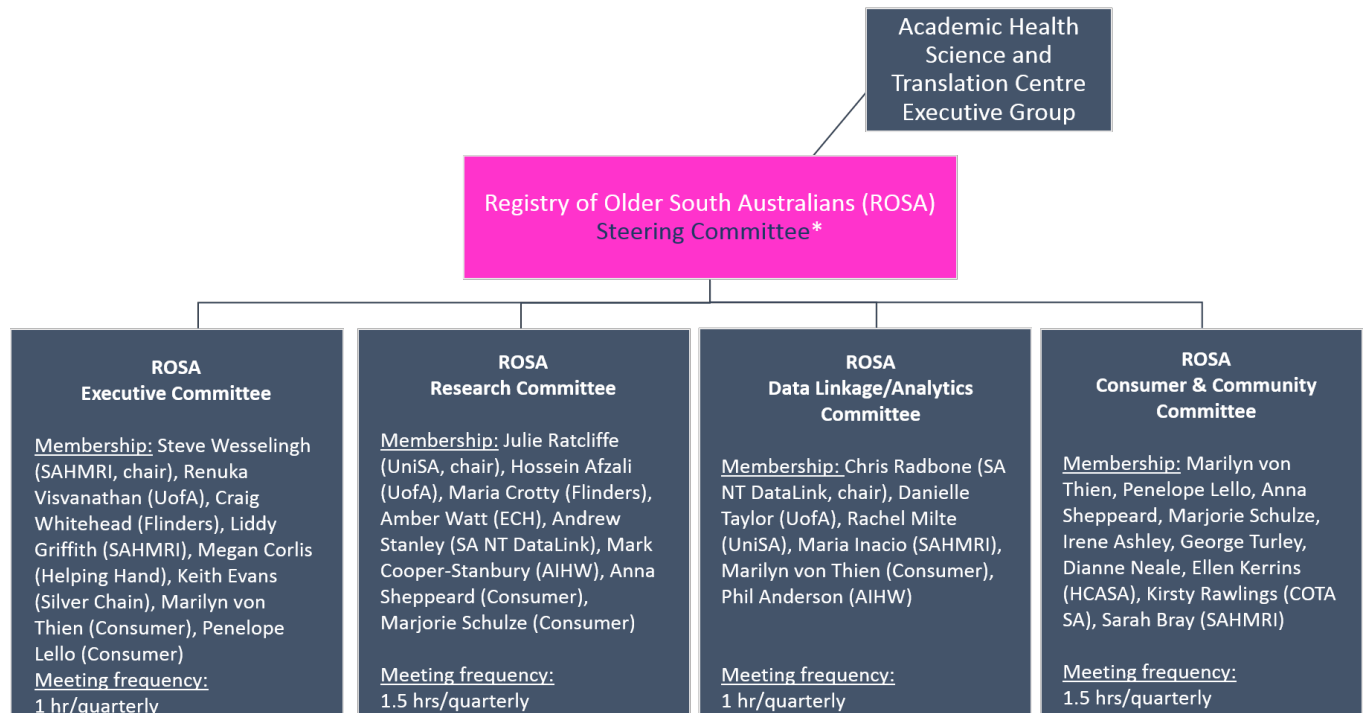 Academic Health
Science and
Translation Centre
Executive Group
Registry of Older South Australians (ROSA)
Steering Committee*
ROSA
Executive Committee
Membership: Steve Wesselingh
(SAHMRI, chair), Renuka
Visvanathan (UofA), Craig
Whitehead (Flinders), Liddy
Griffith (SAHMRI), Megan Corlis
(Helping Hand), Keith Evans
(Silver Chain), Marilyn von
Thien (Consumer), Penelope
Lello (Consumer)
Meeting frequency:
1 hr/quarterly
ROSA
Research Committee
Membership: Julie Ratcliffe
(UniSA, chair), Hossein Afzali
(UofA), Maria Crotty (Flinders),
Amber Watt (ECH), Andrew
Stanley (SA NT DataLink), Mark
Cooper-Stanbury (AIHW), Anna
Sheppeard (Consumer),
Marjorie Schulze (Consumer)
Meeting frequency:
1.5 hrs/quarterly
ROSA
Data Linkage/Analytics
Committee
Membership: Chris Radbone (SA
NT DataLink, chair), Danielle
Taylor (UofA), Rachel Milte
(UniSA), Maria Inacio (SAHMRI),
Marilyn von Thien (Consumer),
Phil Anderson (AIHW)
Meeting frequency:
1 hr/quarterly
ROSA
Consumer & Community
Committee
Membership: Marilyn von
Thien, Penelope Lello, Anna
Sheppeard, Marjorie Schulze,
Irene Ashley, George Turley,
Dianne Neale, Ellen Kerrins
(HCASA), Kirsty Rawlings (COTA
SA), Sarah Bray (SAHMRI)
Meeting frequency:
1.5 hrs/quarterly